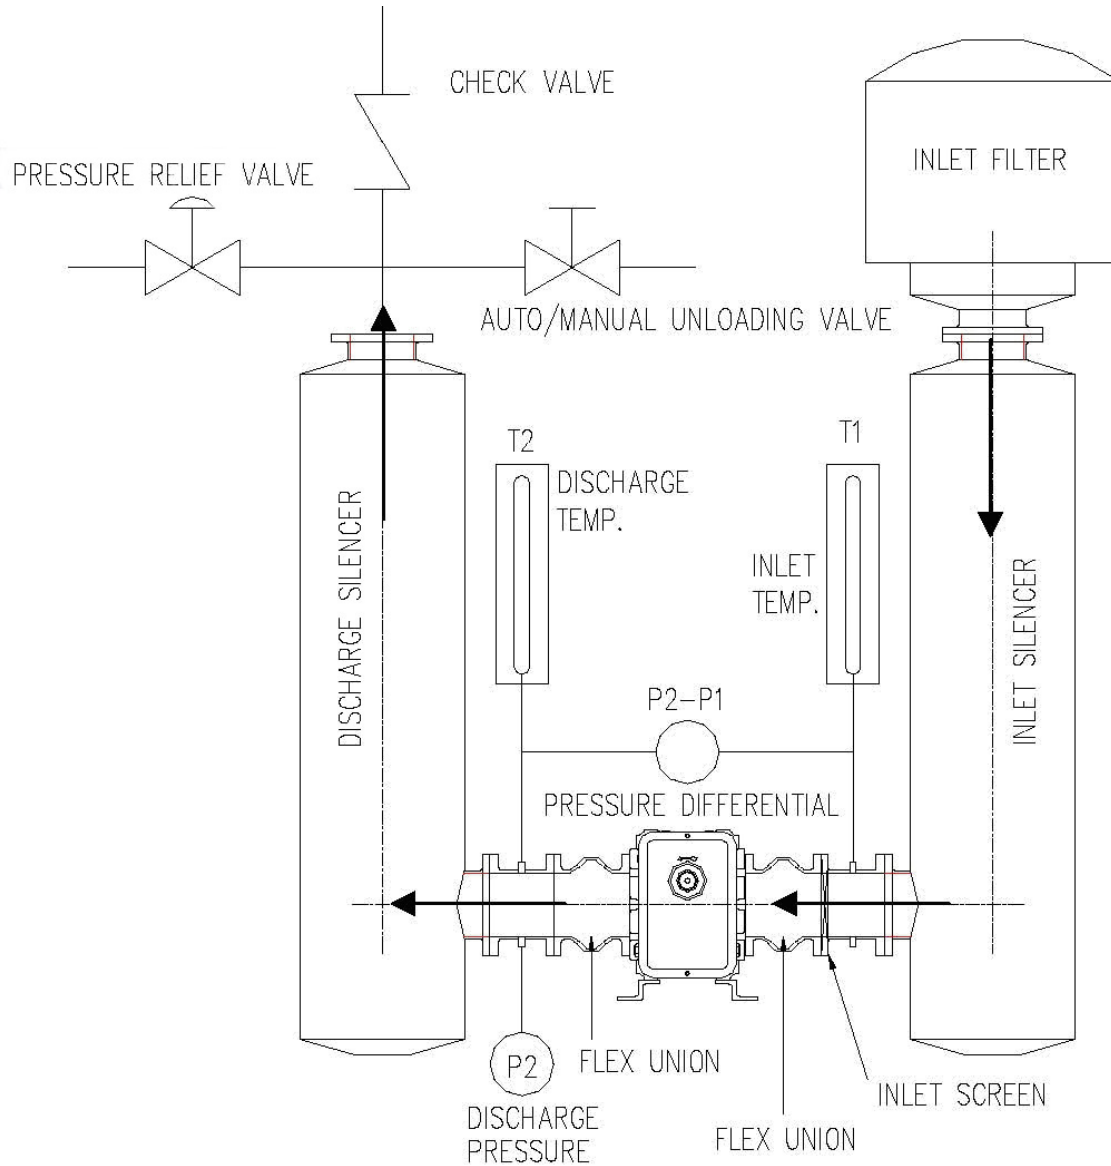 CHECK VALVE
PRESSURE RELIEF VALVE
INLET FILTER
AUTO/MANUAL UNLOADING VALVE
T2
T1
DISCHARGE
TEMP.
INLET
TEMP.
DISCHARGE SILENCER
INLET SILENCER
P2-P1
PRESSURE DIFFERENTIAL
P2
FLEX UNION
DISCHARGE
PRESSURE
INLET SCREEN
FLEX UNION